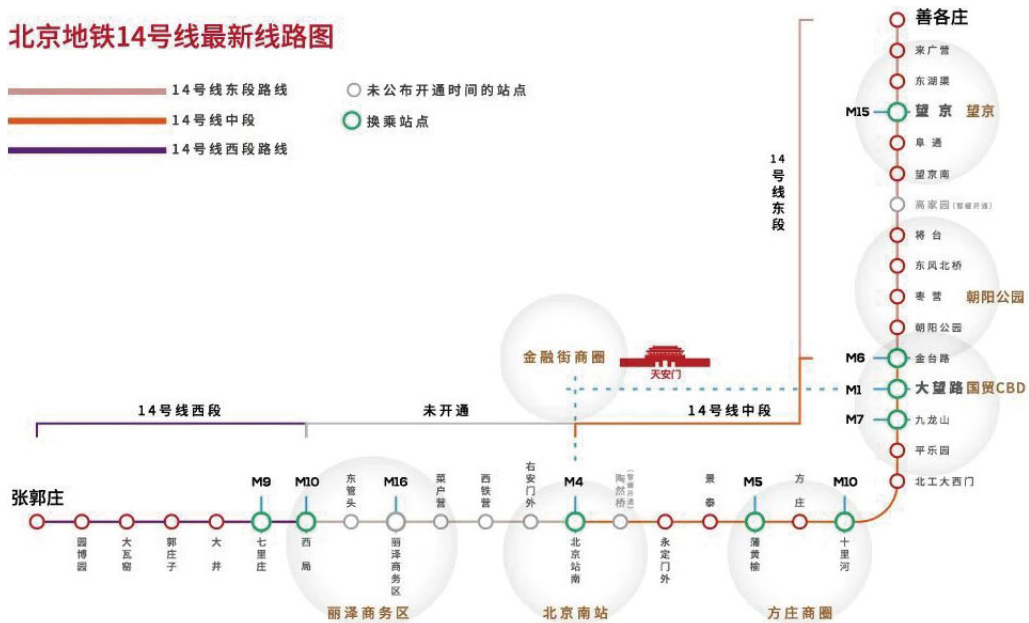 北京地铁14号线最新线路图
14号线东段路线
未公布开通时间的站点
14号线中段
换乘站点
14号线西段路线
善各庄
来广营
东湖渠
M15
望京
望京
阜通
望京南
高家园(暂缓开通)
将台
东风北桥
枣营
朝阳公园
朝阳公园
M6
金台路
M1
大望路
国贸CBD
M7
九龙山
平乐园
北工大西门
14号线东段
金融街商圈
天安门
14号线西段
未开通
14号线中段
张郭庄
园博园
大瓦窑
郭庄子
大井
M9
七里庄
M10
西局
东管头
M16
丽泽商务区
菜户营
西铁营
右安门外
M4
北京站南
陶然桥(暂缓开通)
永定门外
景泰
M5
蒲黄榆
方庄
M10
十里河
丽泽商务区
北京南站
方庄商圈